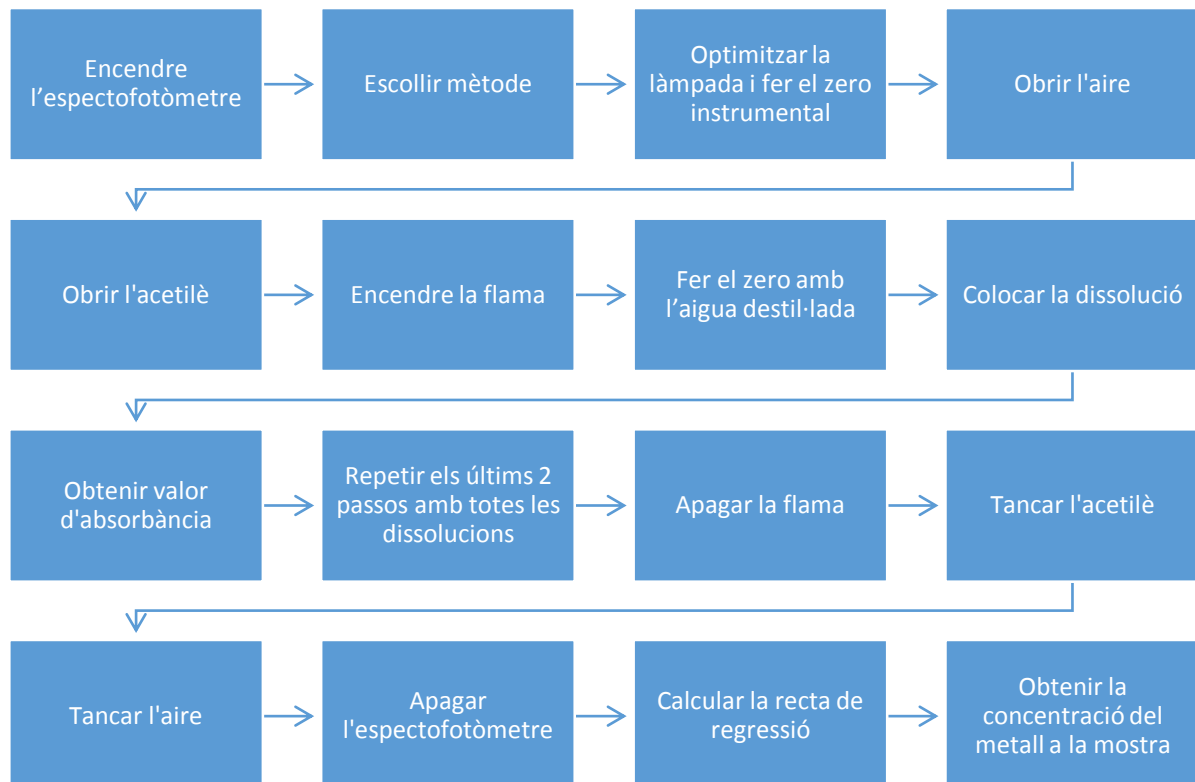 Encendre
l’espectofotòmetre
Escollir mètode
Optimitzar la
làmpada i fer el zero
instrumental
Obrir l'aire
Obrir l'acetilè
Encendre la flama
Fer el zero amb
l’aigua destil·lada
Colocar la dissolució
Obtenir valor
d'absorbància
Repetir els últims 2
passos amb totes les
dissolucions
Apagar la flama
Tancar l'acetilè
Tancar l'aire
Apagar
l'espectofotòmetre
Calcular la recta de
regressió
Obtenir la
concentració del
metall a la mostra